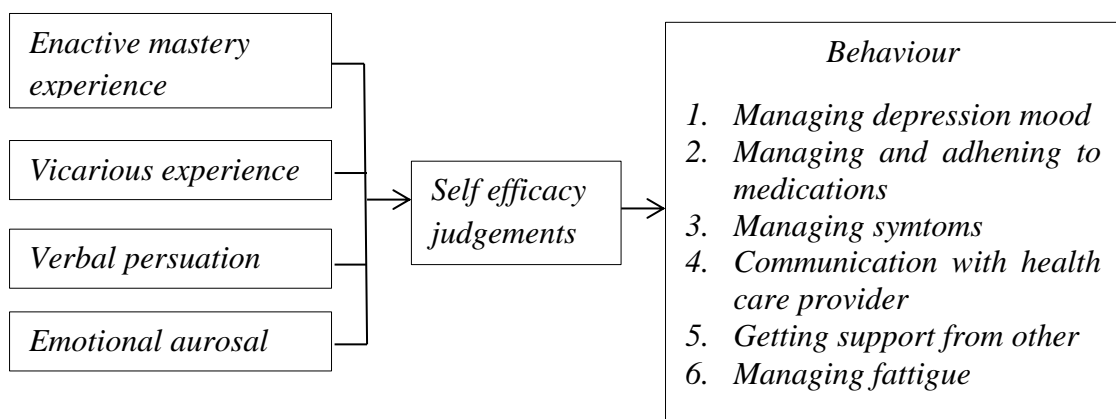 Enactive mastery
experience
Vicarious experience
Verbal persuation
Emotional aurosal
Self efficacy
judgements
Behaviour
1. Managing depression mood
2. Managing and adhening to
medications
3. Managing symtoms
4. Communication with health
care provider
5. Getting support from other
6. Managing fattigue